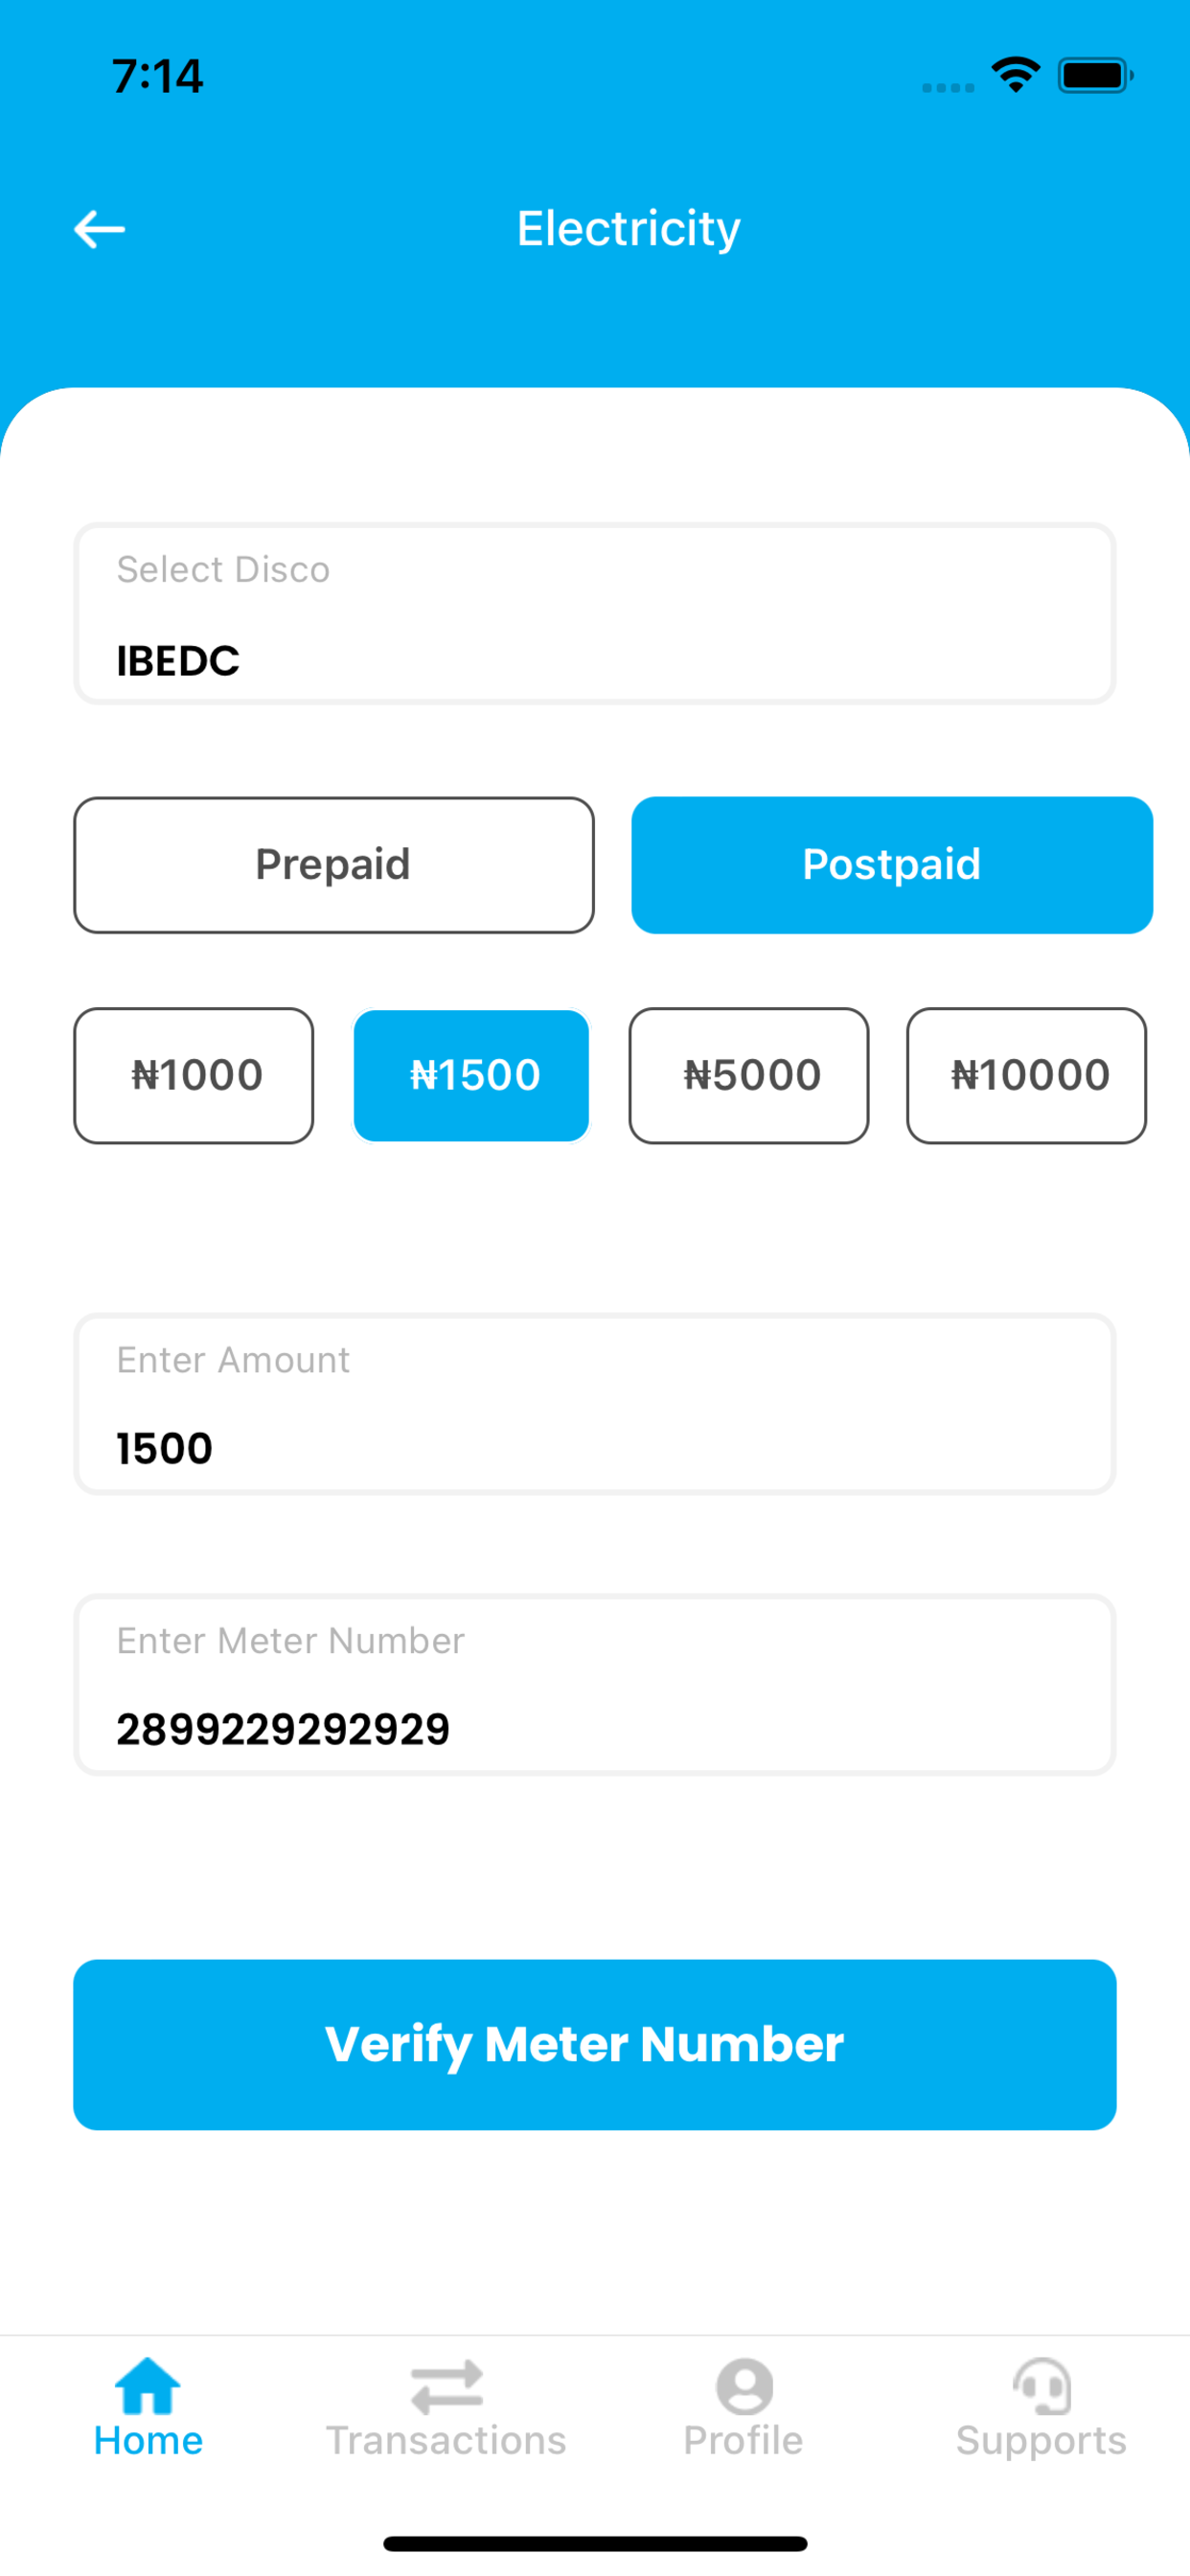 7:14
Electricity
Select Disco
IBEDC
Prepaid Postpaid
₦1000 ₦1500 ₦5000 ₦10000
Enter Amount
1500
Enter Meter Number
2899229292929
Verify Meter Number
Home Transactions Profile Supports